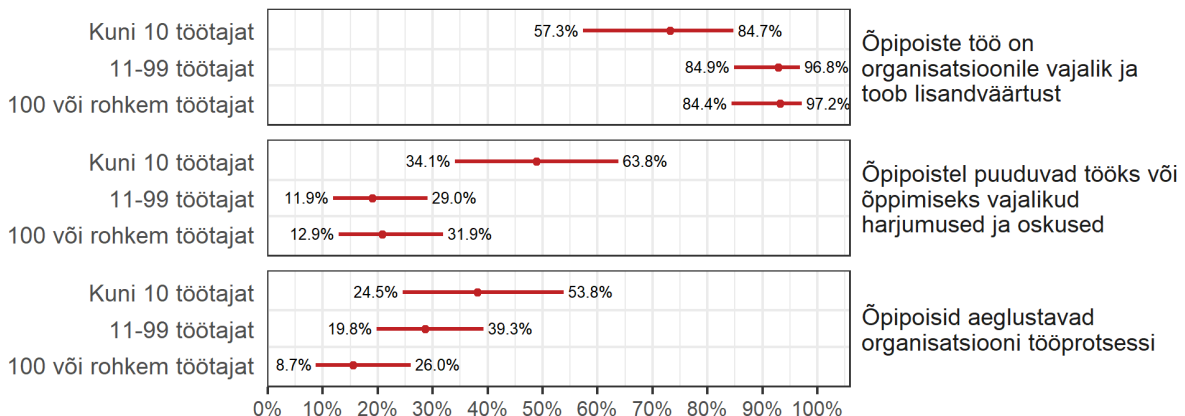 Kuni 10 töötajat
57.3% 84.7%
11-99 töötajat
84.9% 96.8%
100 või rohkem töötajat
84.4% 97.2%
Õpipoiste töö on
organisatsioonile vajalik ja
toob lisandväärtust
Kuni 10 töötajat
34.1% 63.8%
11-99 töötajat
11.9% 29.0%
100 või rohkem töötajat
12.9% 31.9%
Õpipoistel puuduvad tööks või
õppimiseks vajalikud
harjumused ja oskused
Kuni 10 töötajat
24.5% 53.8%
11-99 töötajat
19.8% 39.3%
100 või rohkem töötajat
8.7% 26.0%
Õpipoisid aeglustavad
organisatsiooni tööprotsessi
0% 10% 20% 30% 40% 50% 60% 70% 80% 90% 100%